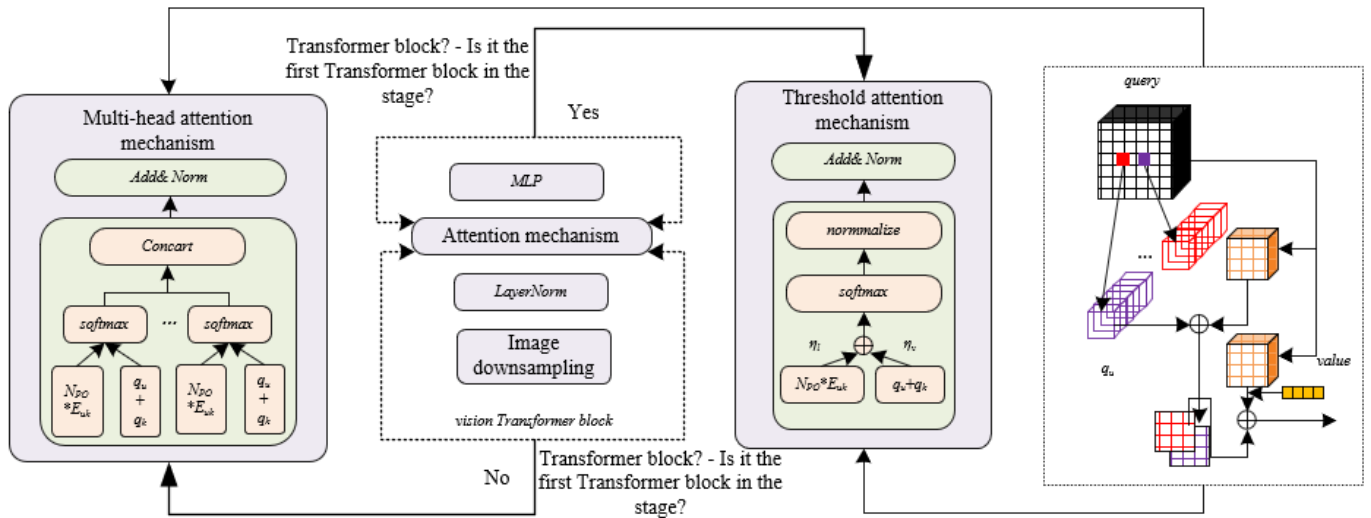 Transformer block? - Is it the
first Transformer block in the
stage?
Yes
Multi-head attention
mechanism
Add& Norm
Concart
softmax
...
softmax
N_PO
*E_uk
q_u
+
q_k
N_PO
*E_uk
q_u
+
q_k
MLP
Attention mechanism
LayerNorm
Image
downsampling
vision Transformer block
No
Transformer block? - Is it the
first Transformer block in the
stage?
Threshold attention
mechanism
Add& Norm
normmalize
softmax
η_l
η_v
N_PO*E_uk
q_u+q_k
query
...
q_u
value